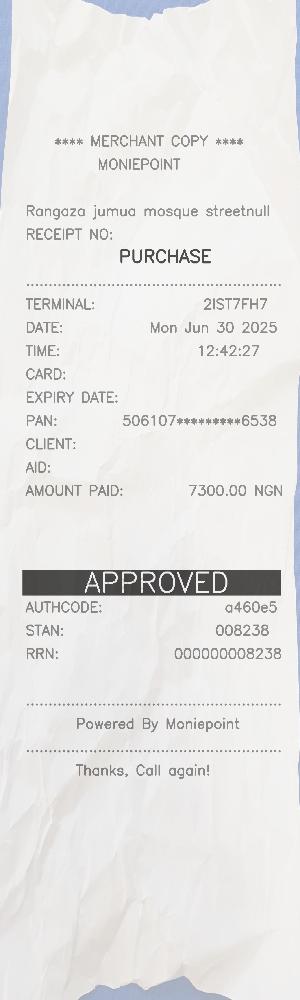 **** MERCHANT COPY ****
MONIEPOINT
Rangaza jumua mosque streetnull
RECEIPT NO:
PURCHASE
TERMINAL: 2IST7FH7
DATE: Mon Jun 30 2025
TIME: 12:42:27
CARD:
EXPIRY DATE:
PAN: 506107*********6538
CLIENT:
AID:
AMOUNT PAID: 7300.00 NGN
APPROVED
AUTHCODE: a460e5
STAN: 008238
RRN: 000000008238
Powered By Moniepoint
Thanks, Call again!